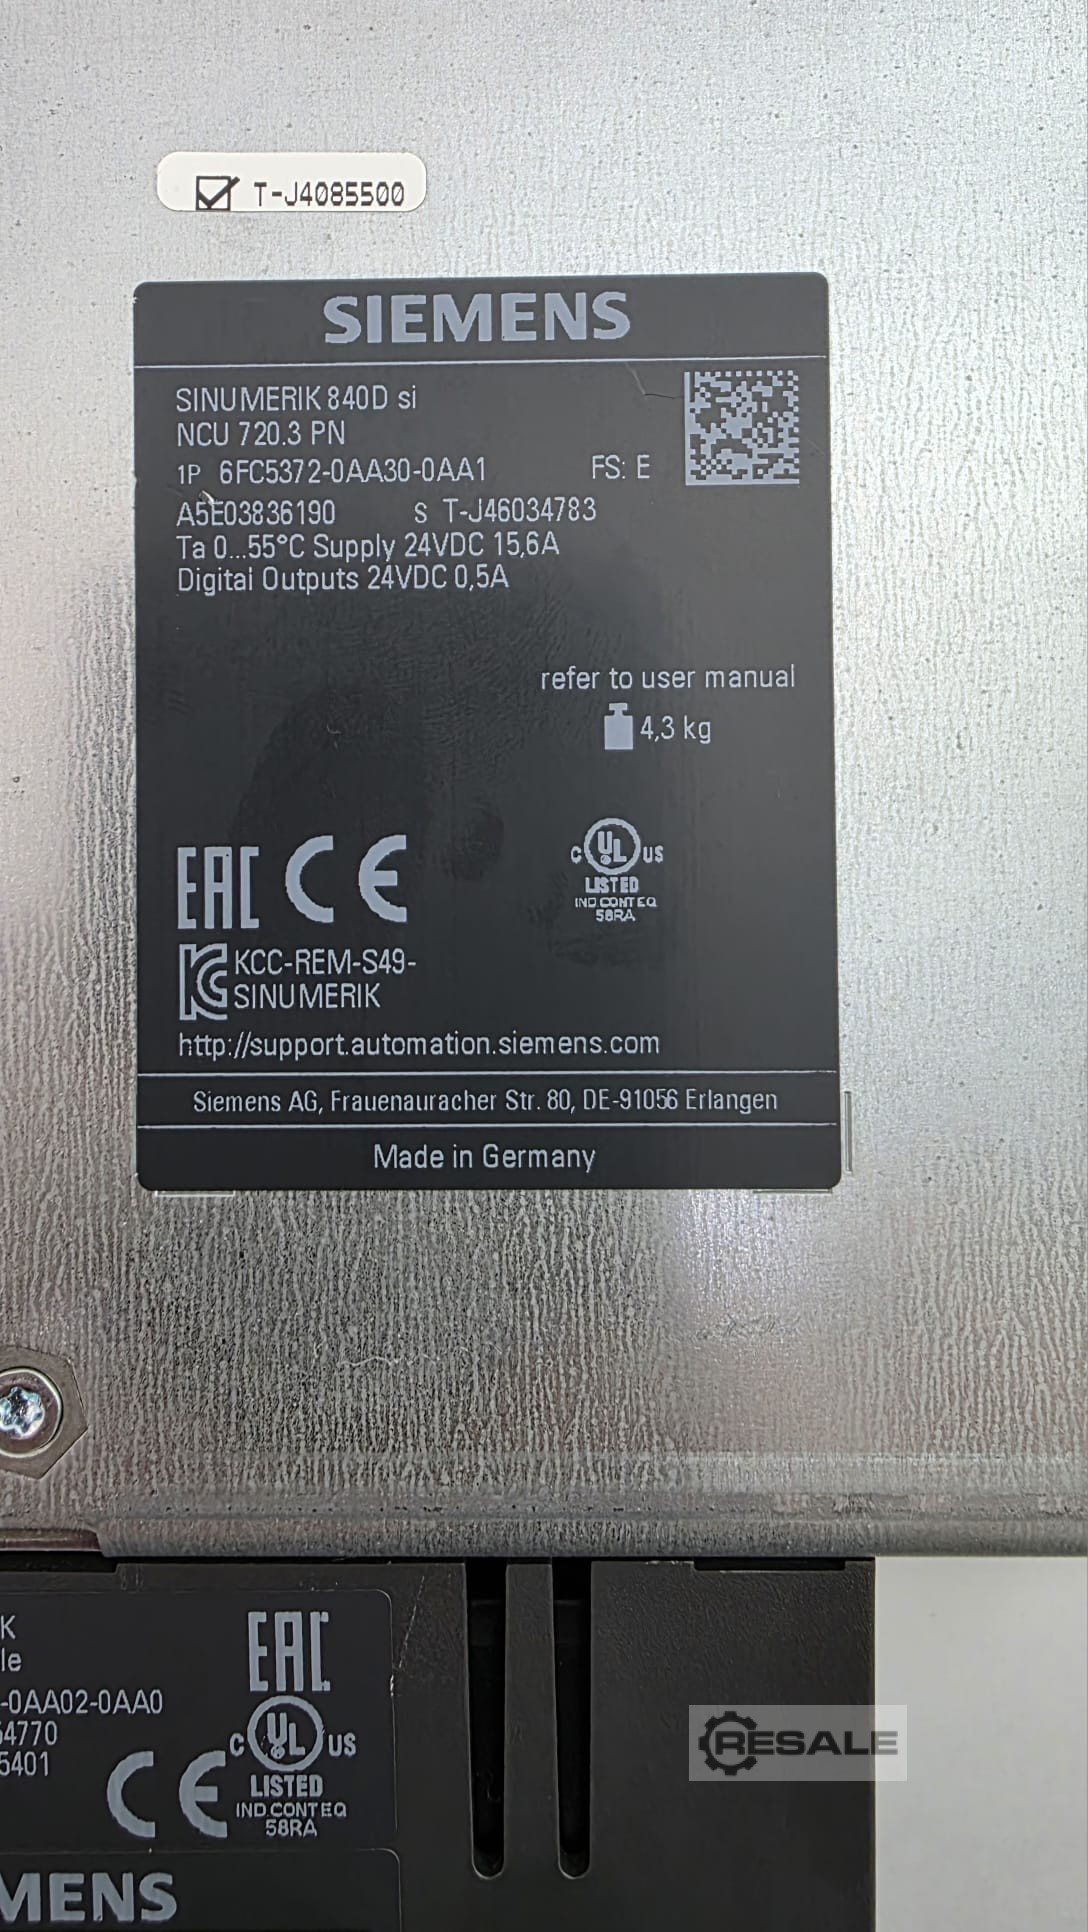 T-J4085500
SIEMENS
SINUMERIK 840D si
NCU 720.3 PN
1P 6FC5372-0AA30-0AA1 FS: E
A5E03836190 S T-J46034783
Ta 0...55°C Supply 24VDC 15,6A
Digital Outputs 24VDC 0,5A
refer to user manual
4,3 kg
EAC CE
C UL US
LISTED
IND.CONT.EQ
58RA
KCC-REM-S49-
SINUMERIK
http://support.automation.siemens.com
Siemens AG, Frauenauracher Str. 80, DE-91056 Erlangen
Made in Germany
K
le
-0AA02-0AA0
54770
5401
EAC
CE
C UL US
LISTED
IND.CONT.EQ
58RA
MENS
RESALE